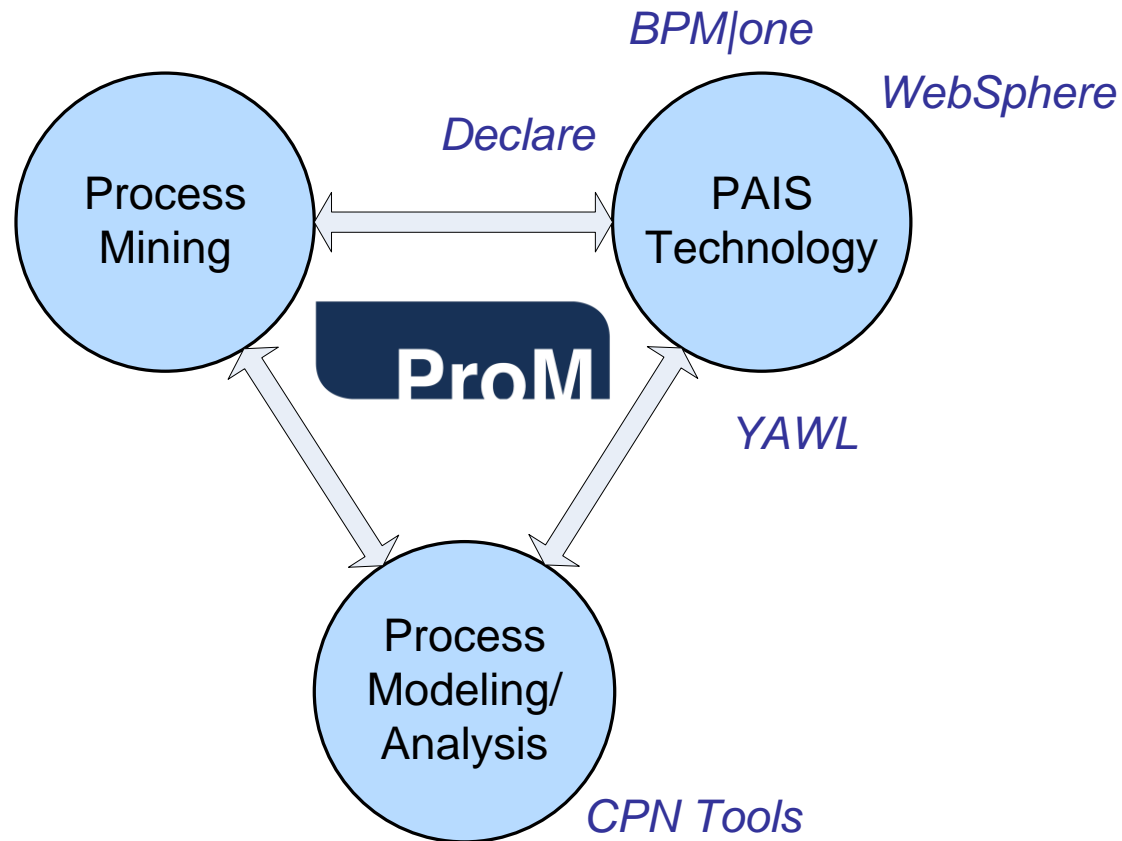 BPM|one
WebSphere
Declare
Process
Mining
PAIS
Technology
ProM
YAWL
Process
Modeling/
Analysis
CPN Tools